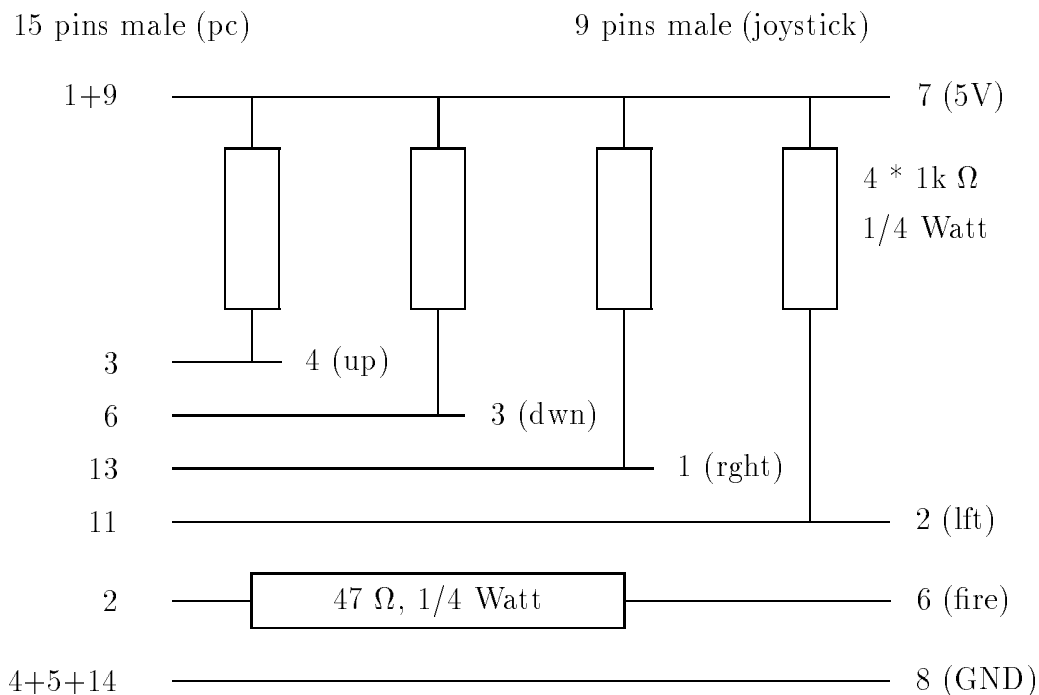 15 pins male (pc) 9 pins male (joystick)
1+9 7 (5V)
4 * 1k Ω
1/4 Watt
3 4 (up)
6 3 (dwn)
13 1 (rght)
11 2 (lft)
2 47 Ω, 1/4 Watt 6 (fire)
4+5+14 8 (GND)